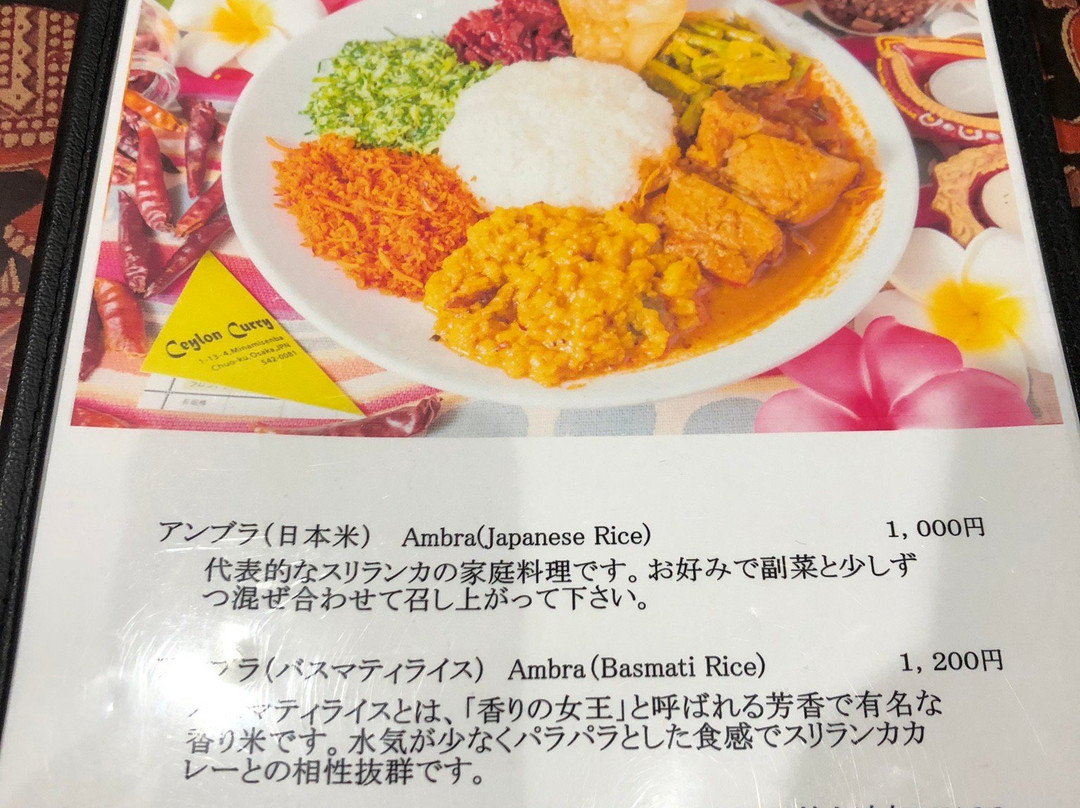 Ceylon Curry
1-13-4,Minamisenba
Chuo-ku,Osaka,JPN
542-0081
アンブラ(日本米) Ambra(Japanese Rice) 1,000円
代表的なスリランカの家庭料理です。お好みで副菜と少しず
つ混ぜ合わせて召し上がって下さい。
ブラ(バスマティライス) Ambra(Basmati Rice) 1,200円
マティライスとは、「香りの女王」と呼ばれる芳香で有名な
香り米です。水気が少なくパラパラとした食感でスリランカカ
レーとの相性抜群です。